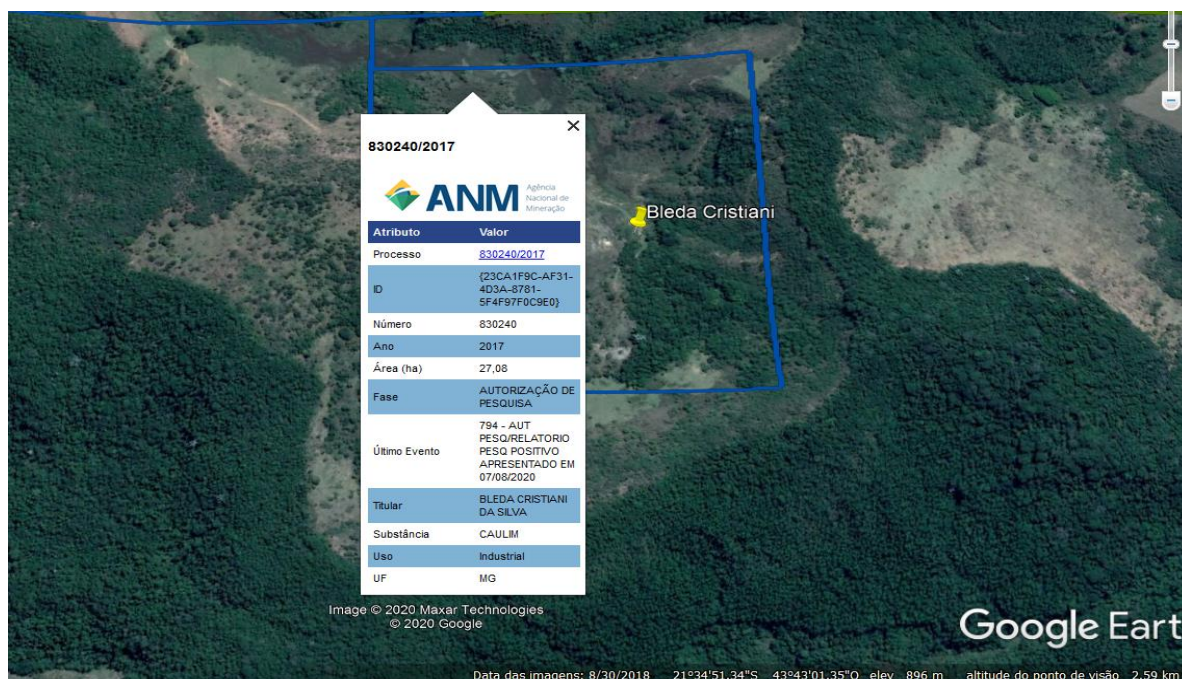 830240/2017
ANM Agência
Nacional de
Mineração
Atributo Valor
Processo 830240/2017
ID {23CA1F9C-AF31-
4D3A-8781-
5F4F97F0C9E0}
Número 830240
Ano 2017
Área (ha) 27,08
Fase AUTORIZAÇÃO DE
PESQUISA
Último Evento 794 - AUT
PESQ/RELATORIO
PESQ POSITIVO
APRESENTADO EM
07/08/2020
Titular BLEDA CRISTIANI
DA SILVA
Substância CAULIM
Uso Industrial
UF MG
Bleda Cristiani
Image © 2020 Maxar Technologies
© 2020 Google
Google Eart
Data das imagens: 8/30/2018 21°34'51.34"S 43°43'01.35"O elev 896 m altitude do ponto de visão 2.59 km